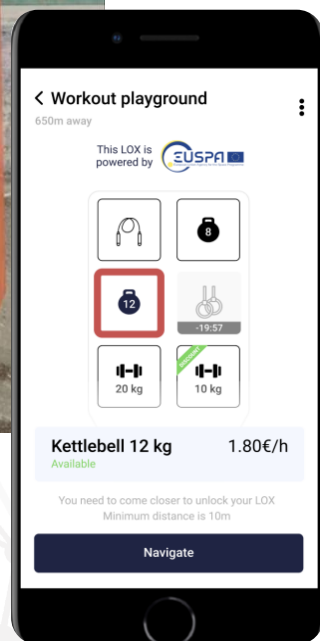 Workout playground
650m away
This LOX is
powered by
EUSPA
8
12
-19:57
20 kg
DISCOUNT
10 kg
Kettlebell 12 kg 1.80€/h
Available
You need to come closer to unlock your LOX
Minimum distance is 10m
Navigate